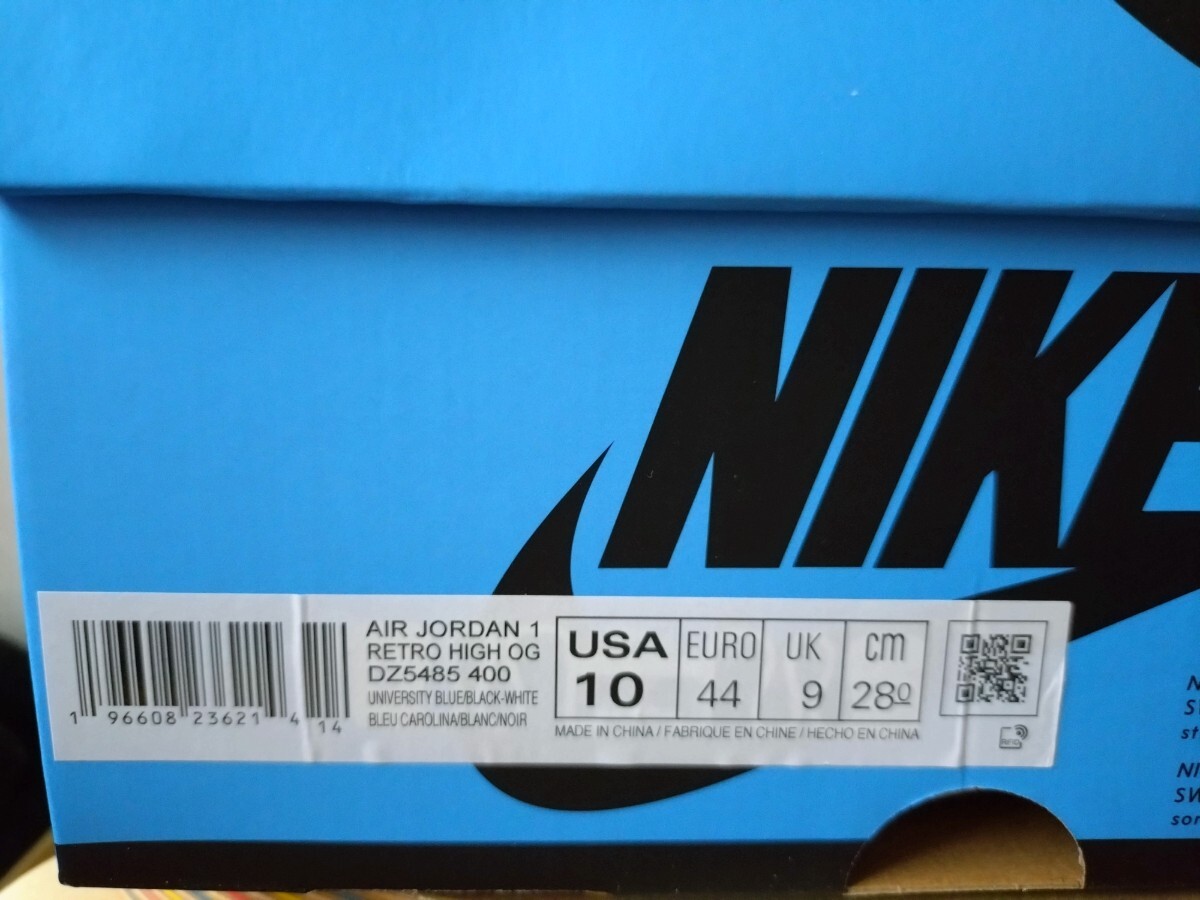 NIKE
AIR JORDAN 1
RETRO HIGH OG
DZ5485 400
UNIVERSITY BLUE/BLACK-WHITE
BLEU CAROLINA/BLANC/NOIR
1 96608 23621 4 14
USA EURO UK cm
10 44 9 280
MADE IN CHINA / FABRIQUE EN CHINE / HECHO EN CHINA
RFID